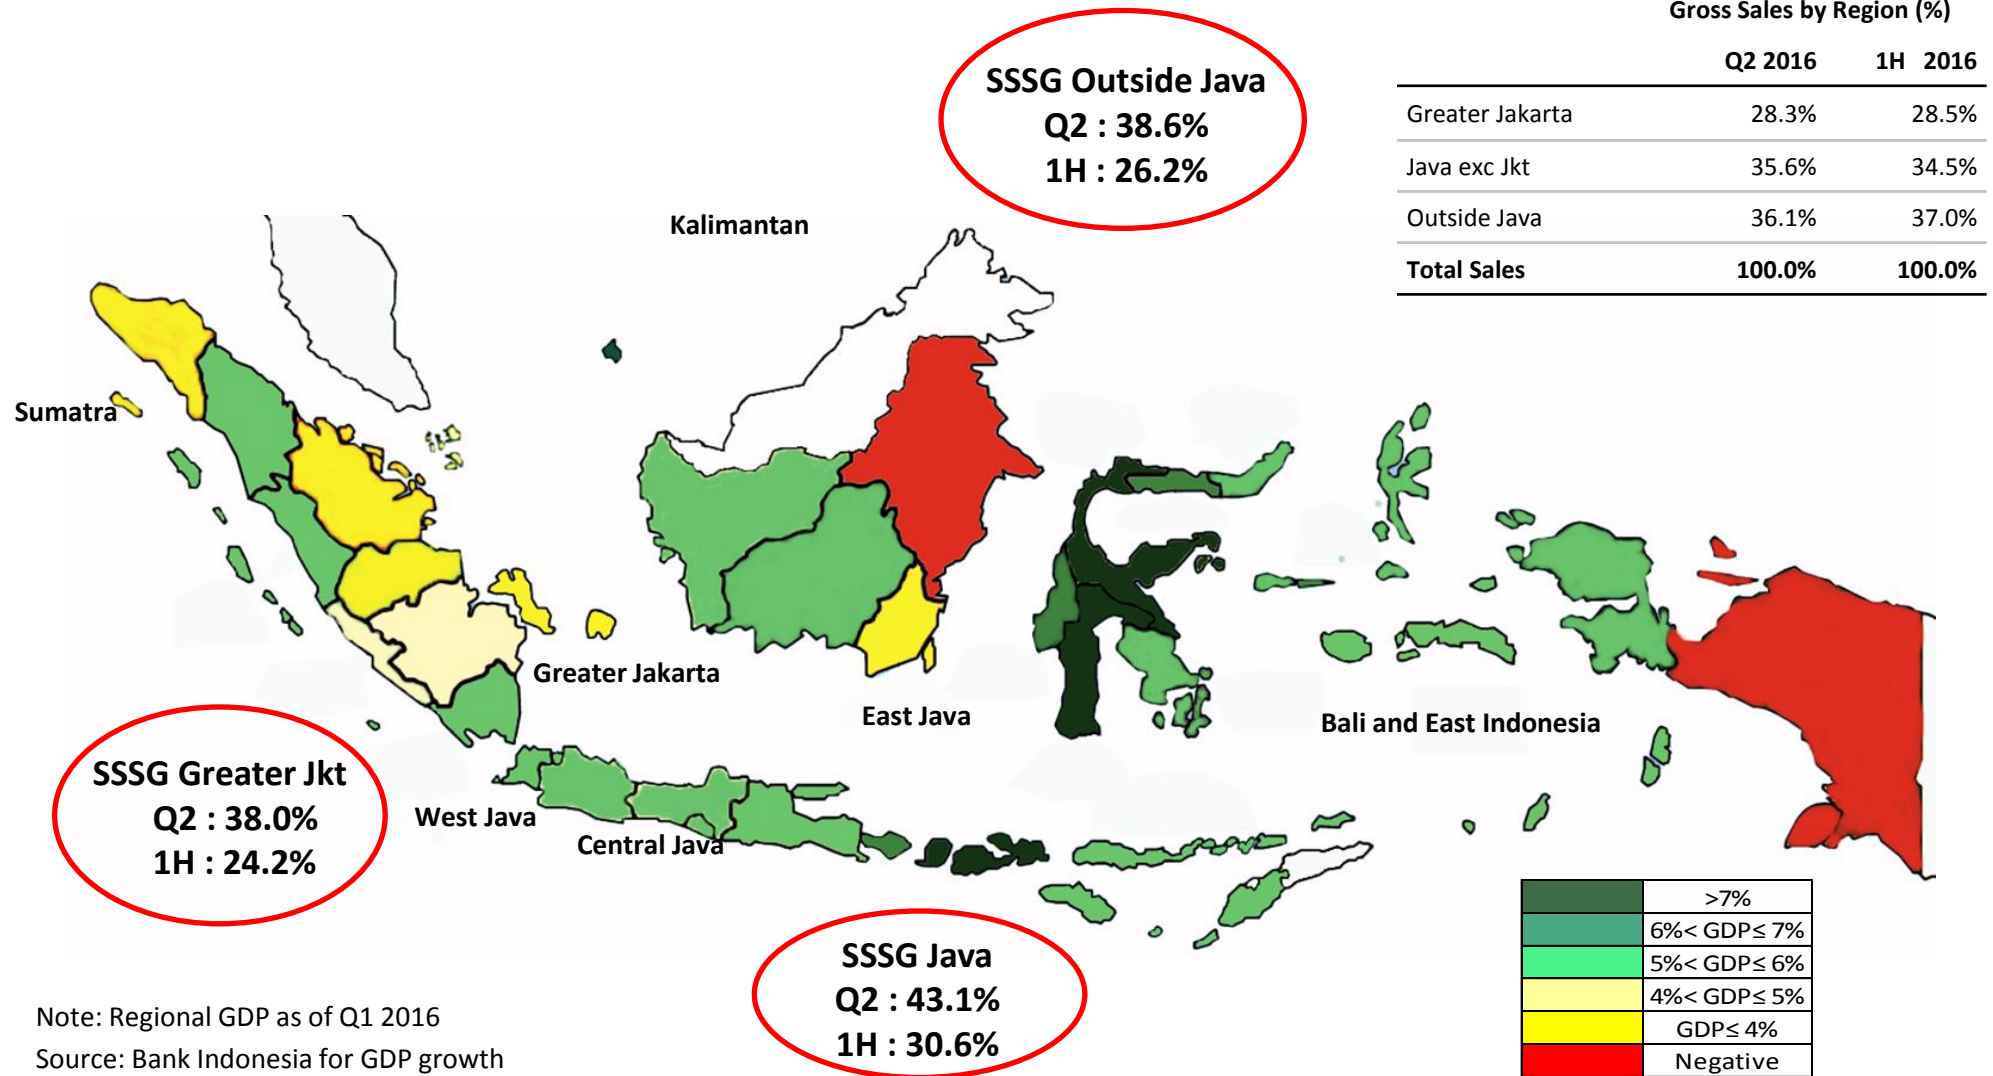 Gross Sales by Region (%)
Q2 2016 1H 2016
Greater Jakarta 28.3% 28.5%
Java exc Jkt 35.6% 34.5%
Outside Java 36.1% 37.0%
Total Sales 100.0% 100.0%
SSSG Outside Java
Q2 : 38.6%
1H : 26.2%
Kalimantan
Sumatra
Greater Jakarta
East Java
Bali and East Indonesia
SSSG Greater Jkt
Q2 : 38.0%
1H : 24.2%
West Java
Central Java
SSSG Java
Q2 : 43.1%
1H : 30.6%
>7%
6%< GDP≤ 7%
5%< GDP≤ 6%
4%< GDP≤ 5%
GDP≤ 4%
Negative
Note: Regional GDP as of Q1 2016
Source: Bank Indonesia for GDP growth